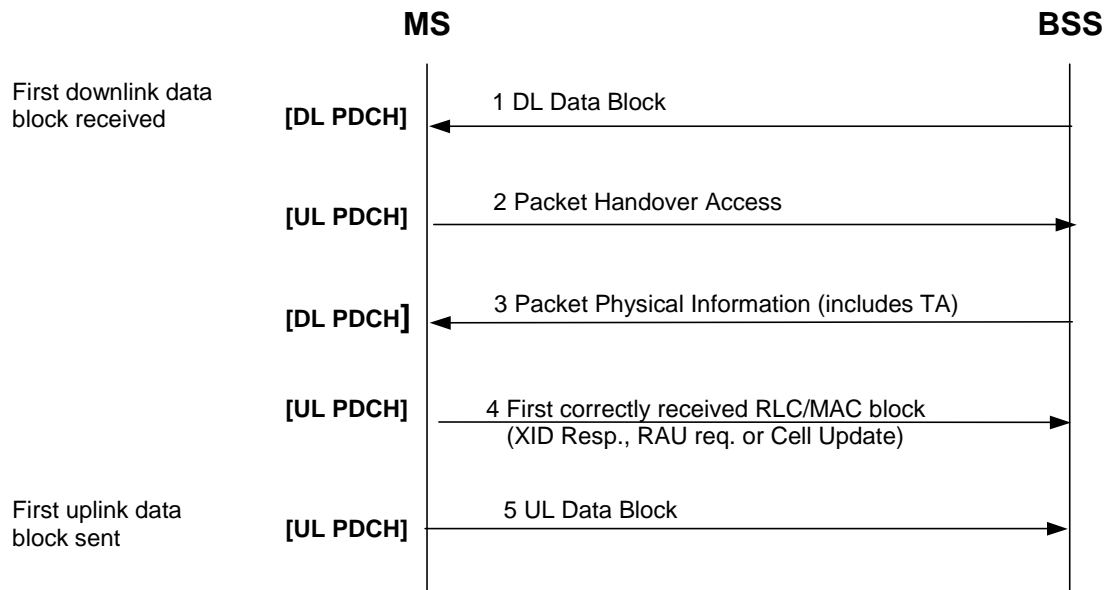 MS BSS
First downlink data
block received
[DL PDCH] 1 DL Data Block
[UL PDCH] 2 Packet Handover Access
[DL PDCH] 3 Packet Physical Information (includes TA)
[UL PDCH] 4 First correctly received RLC/MAC block
(XID Resp., RAU req. or Cell Update)
First uplink data
block sent
[UL PDCH] 5 UL Data Block